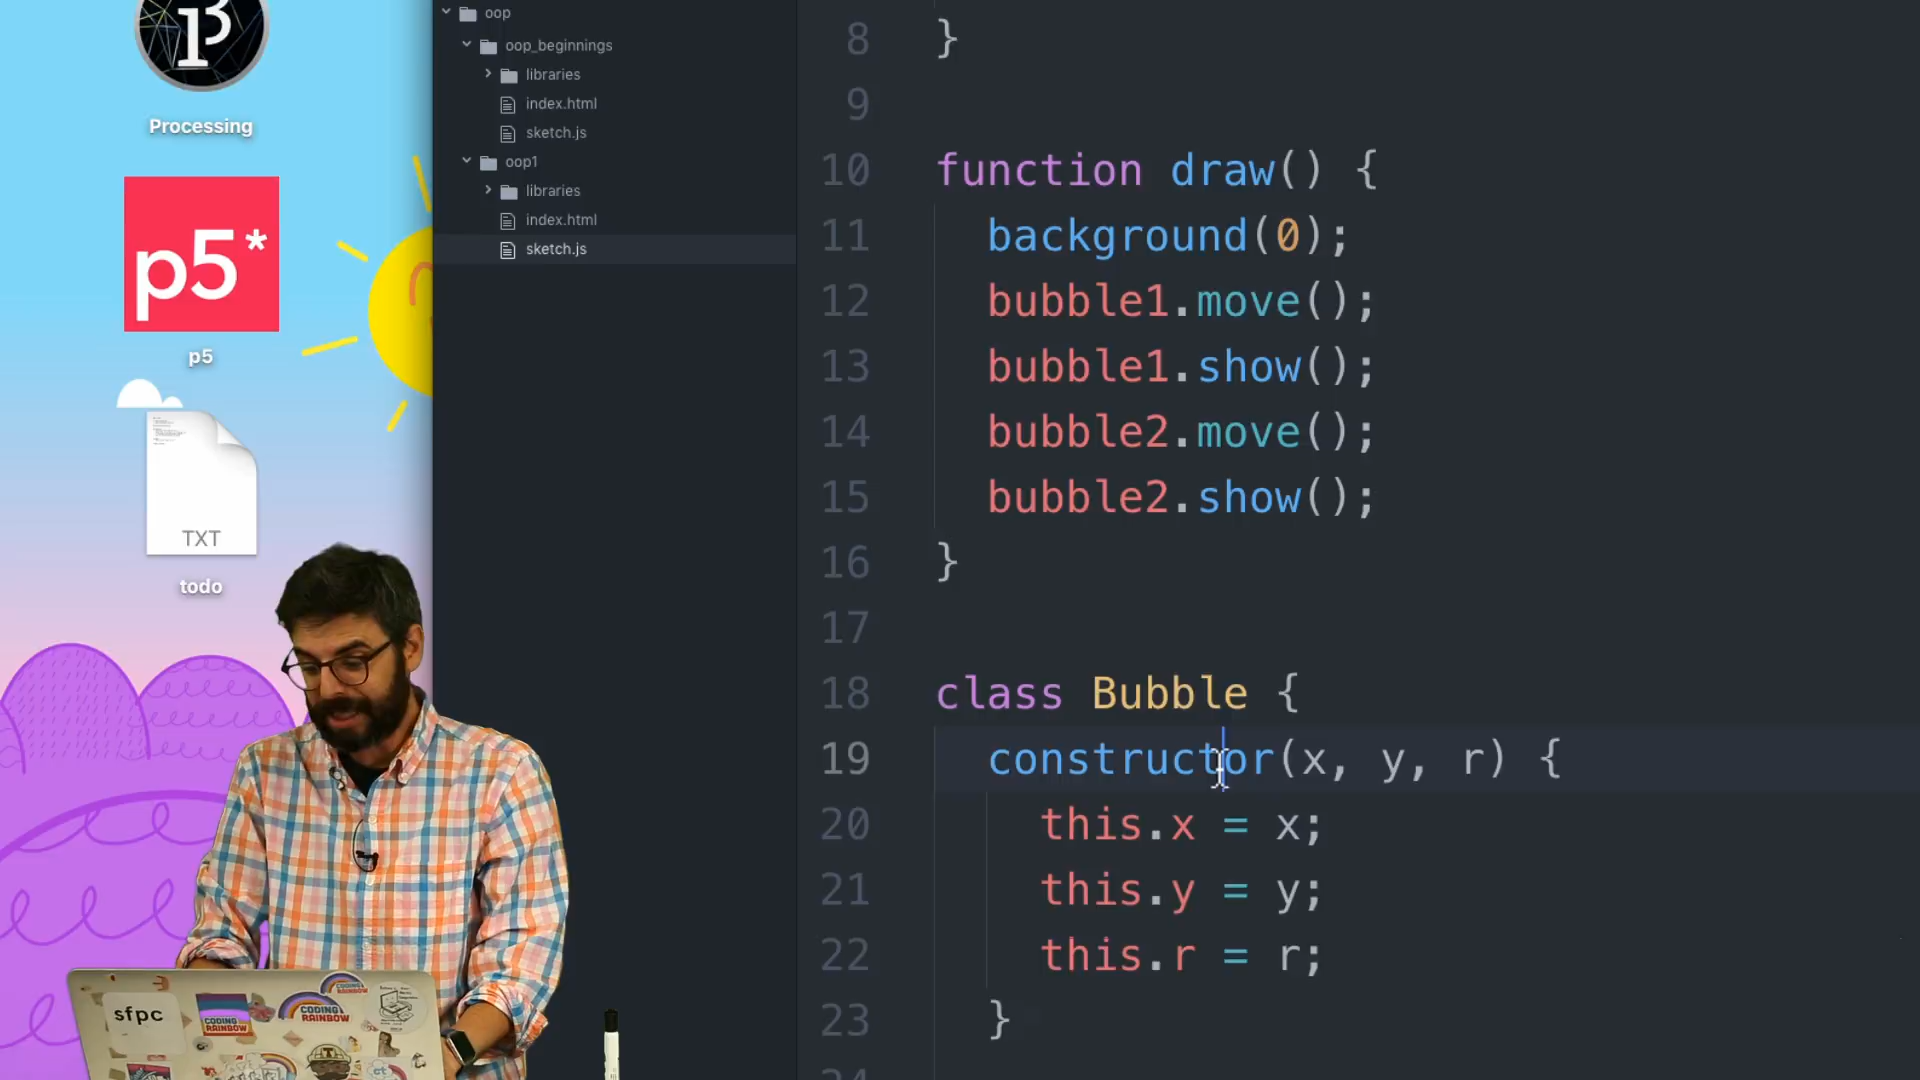 Processing
p5*
p5
TXT
todo
sfpc
CODING
RAINBOW
CODING
RAINBOW
oop
oop_beginnings
libraries
index.html
sketch.js
oop1
libraries
index.html
sketch.js
8 }
9
10 function draw() {
11 background(0);
12 bubble1.move();
13 bubble1.show();
14 bubble2.move();
15 bubble2.show();
16 }
17
18 class Bubble {
19 constructor(x, y, r) {
20 this.x = x;
21 this.y = y;
22 this.r = r;
23 }